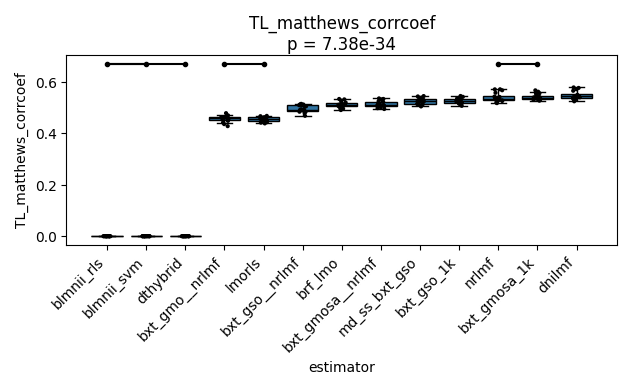 TL_matthews_corrcoef
p = 7.38e-34
TL_matthews_corrcoef
0.6
0.4
0.2
0.0
blmnii_rls
blmnii_svm
dthybrid
bxt_gmo__nrlmf
lmorls
bxt_gso__nrlmf
brf_lmo
bxt_gmosa__nrlmf
md_ss_bxt_gso
bxt_gso_1k
nrlmf
bxt_gmosa_1k
dnilmf
estimator